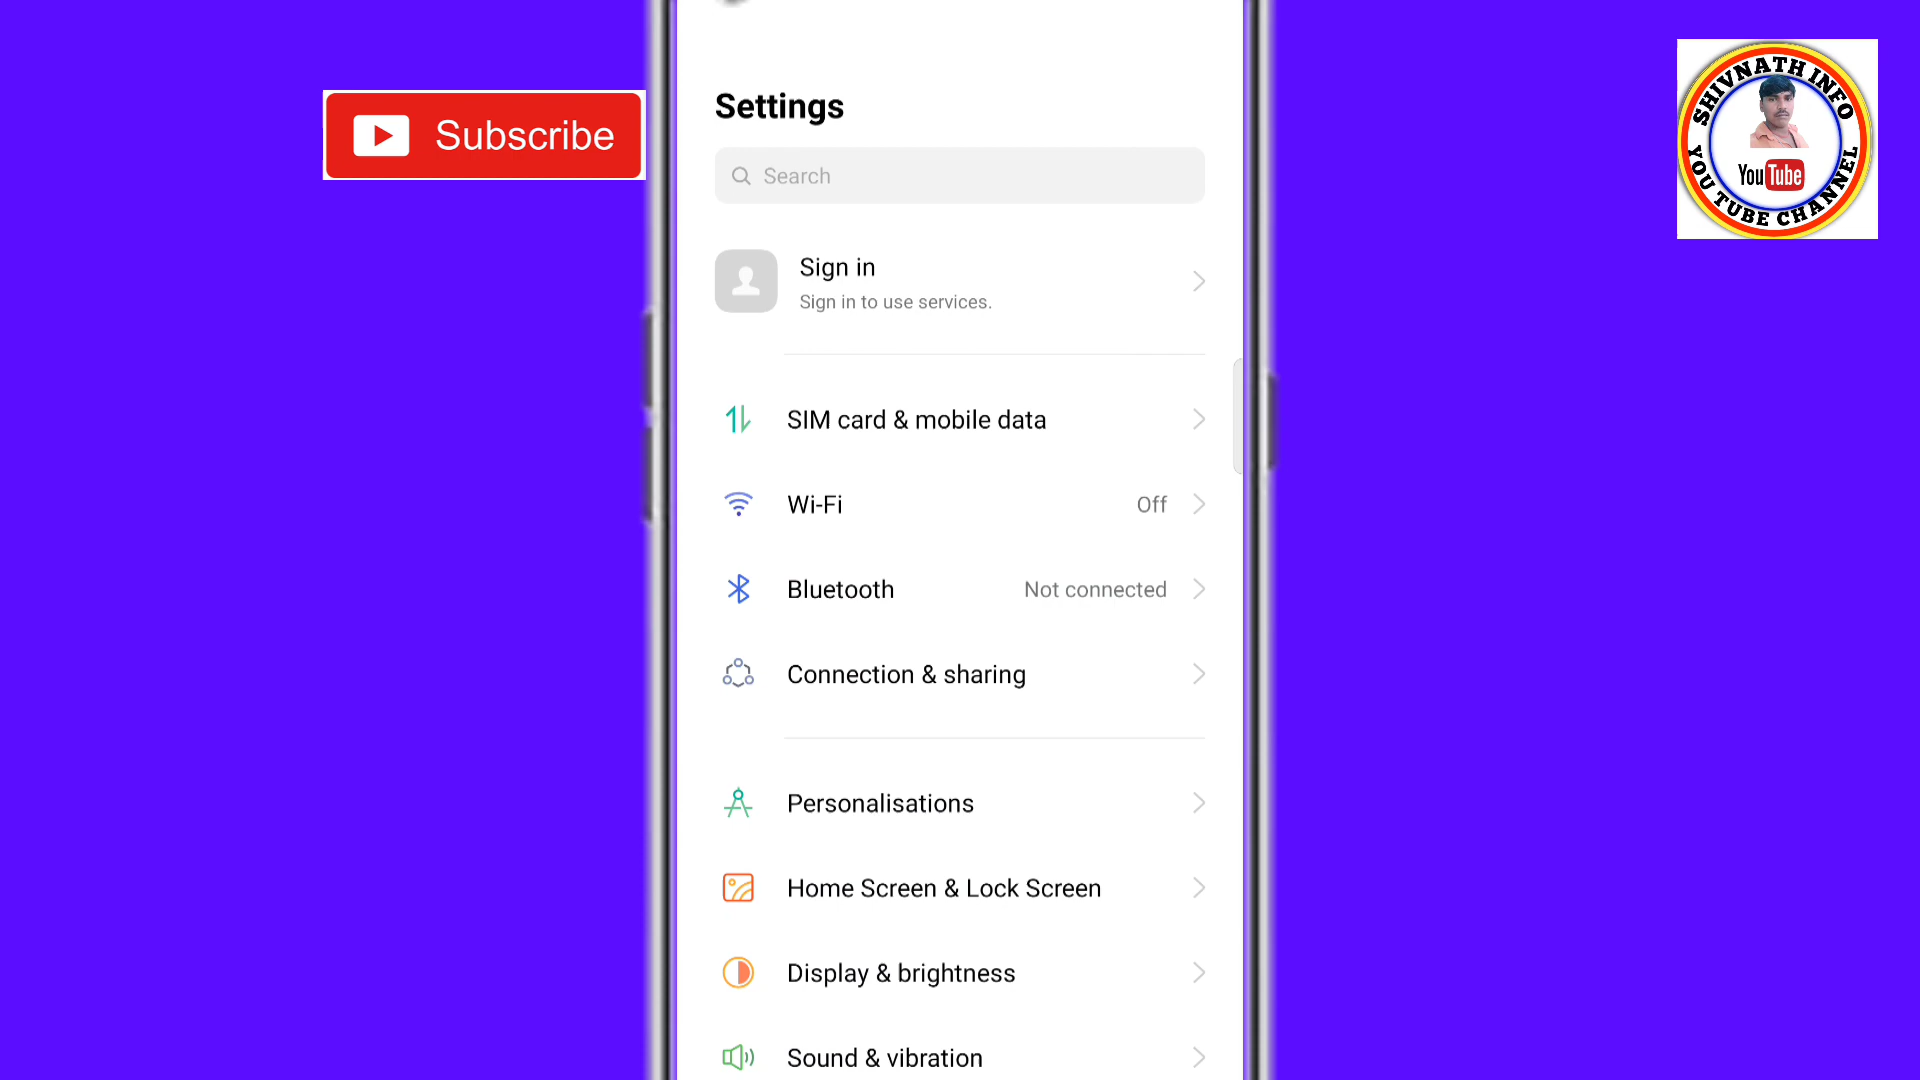 Settings
Subscribe
Search
Sign in
Sign in to use services.
SIM card & mobile data
Wi-Fi Off
Bluetooth Not connected
Connection & sharing
Personalisations
Home Screen & Lock Screen
Display & brightness
Sound & vibration
SHIVNATH INFO
YouTube
YOU TUBE CHANNEL